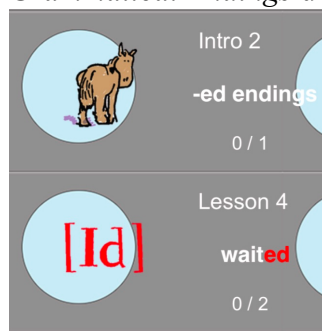 Intro 2
-ed endings
0 / 1
Lesson 4
[Id]
waited
0 / 2